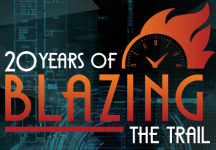 20 YEARS OF
BLAZING
THE TRAIL